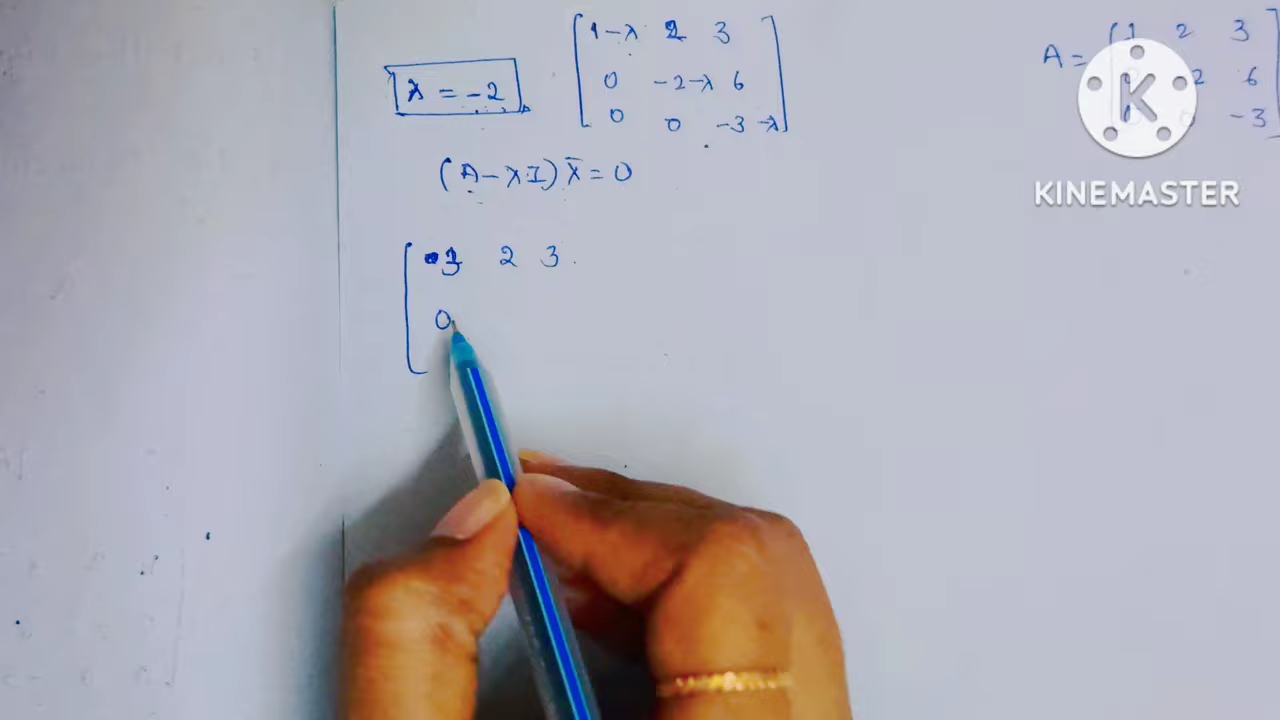 λ = -2
1-λ 2 3
0 -2-λ 6
0 0 -3-λ
(A-λI) X̄ = 0
3 2 3
0
A = 1 2 3
2 6
-3
K
KINEMASTER